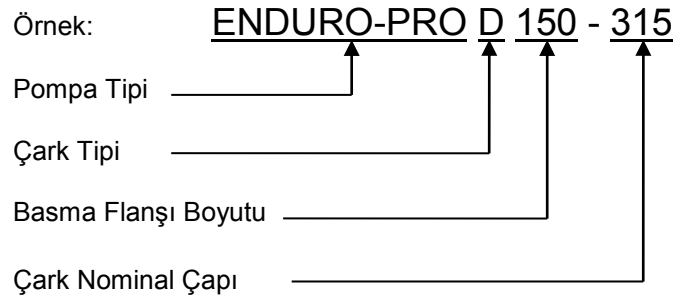 Örnek: ENDURO-PRO D 150 - 315
Pompa Tipi
Çark Tipi
Basma Flanşı Boyutu
Çark Nominal Çapı